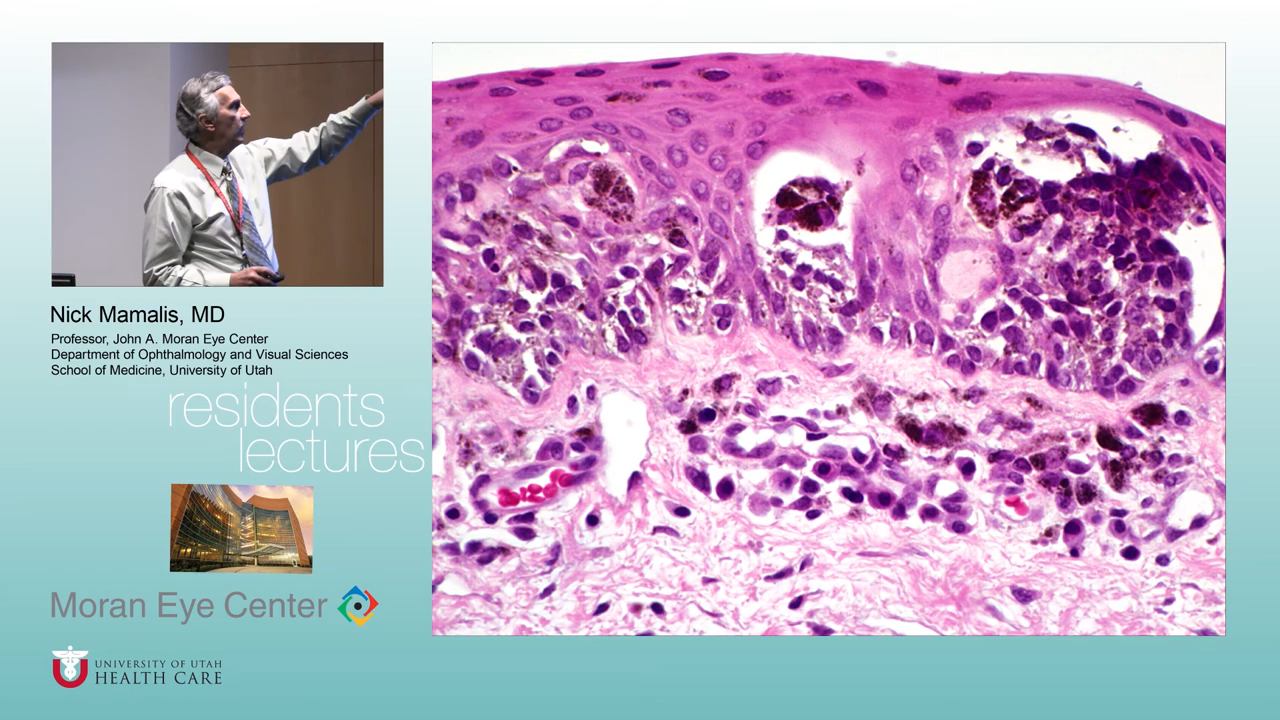 Nick Mamalis, MD
Professor, John A. Moran Eye Center
Department of Ophthalmology and Visual Sciences
School of Medicine, University of Utah
residents
lectures
Moran Eye Center
UNIVERSITY OF UTAH
HEALTH CARE